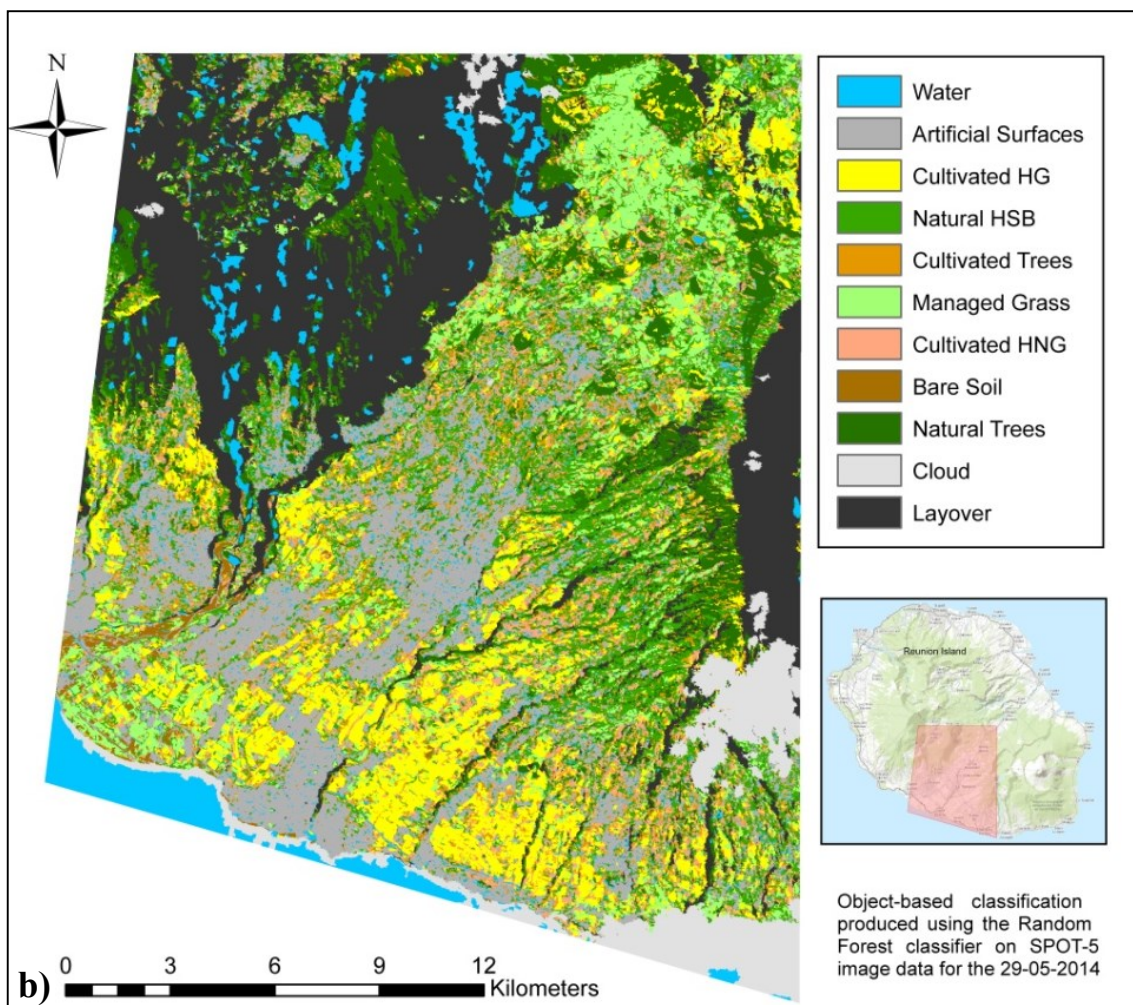 N
Water
Artificial Surfaces
Cultivated HG
Natural HSB
Cultivated Trees
Managed Grass
Cultivated HNG
Bare Soil
Natural Trees
Cloud
Layover
Reunion Island
Object-based classification
produced using the Random
Forest classifier on SPOT-5
image data for the 29-05-2014
b)
0 3 6 9 12
Kilometers